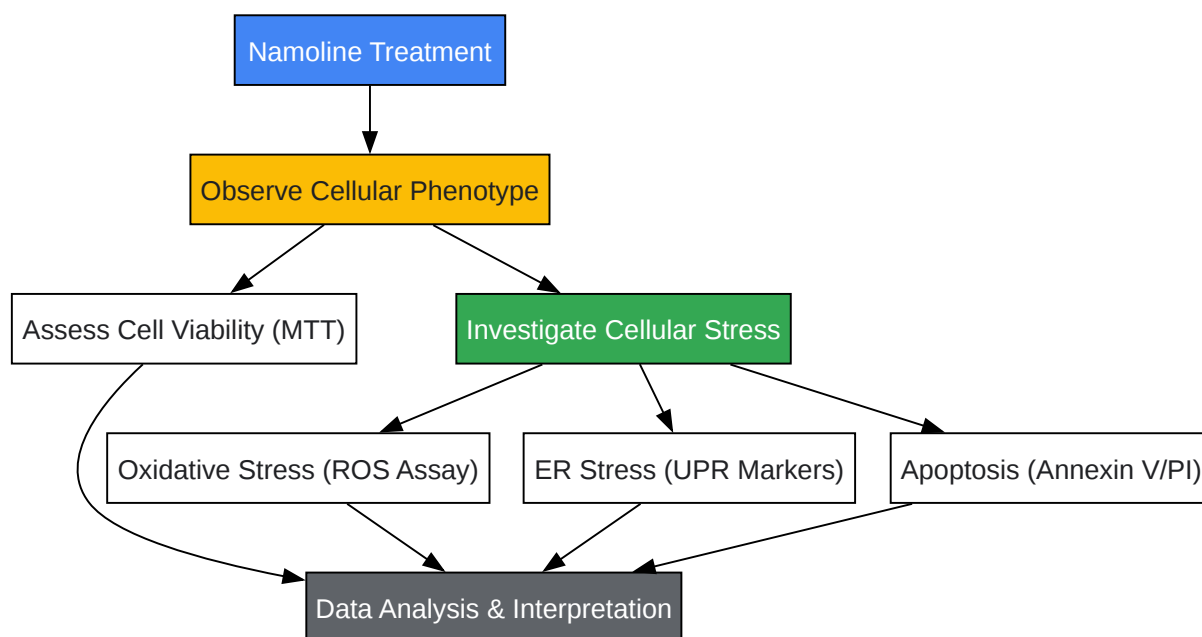 Namoline Treatment
Observe Cellular Phenotype
Assess Cell Viability (MTT)
Investigate Cellular Stress
Oxidative Stress (ROS Assay)
ER Stress (UPR Markers)
Apoptosis (Annexin V/PI)
Data Analysis & Interpretation